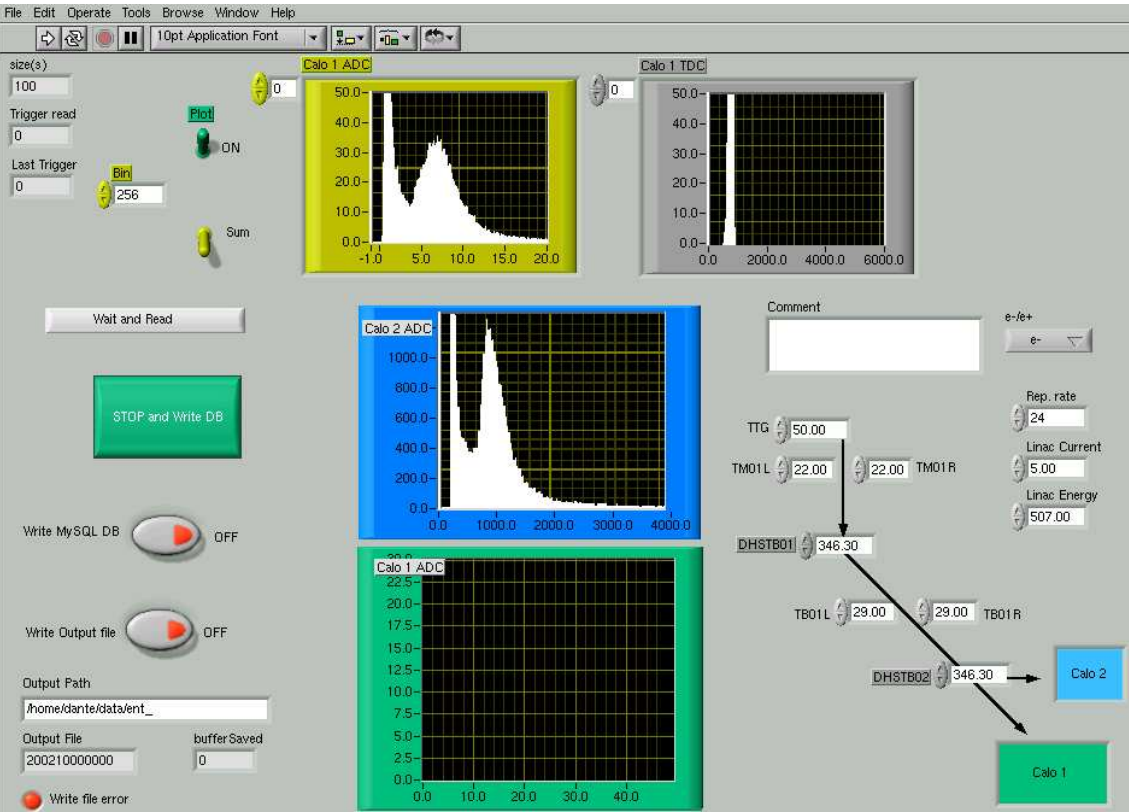 File Edit Operate Tools Browse Window Help
10pt Application Font
size(s)
100
Trigger read
0
Last Trigger
0
Plot
ON
Bin
256
Sum
0
Calo 1 ADC
50.0
40.0
30.0
20.0
10.0
0.0
-1.0 5.0 10.0 15.0 20.0
0
Calo 1 TDC
50.0
40.0
30.0
20.0
10.0
0.0
0.0 2000.0 4000.0 6000.0
Wait and Read
STOP and Write DB
Write MySQL DB
OFF
Write Output file
OFF
Output Path
/home/dante/data/ent_
Output File
200210000000
bufferSaved
0
Write file error
Calo 2 ADC
1000.0
800.0
600.0
400.0
200.0
0.0
0.0 1000.0 2000.0 3000.0 4000.0
Calo 1 ADC
22.5
20.0
17.5
15.0
12.5
10.0
7.5
5.0
2.5
0.0
0.0 10.0 20.0 30.0 40.0
Comment
e-/e+
e-
Rep. rate
24
Linac Current
5.00
Linac Energy
507.00
TTG 50.00
TM01L 22.00 22.00 TM01R
DHSTB01 346.30
TB01L 29.00 29.00 TB01R
DHSTB02 346.30
Calo 2
Calo 1